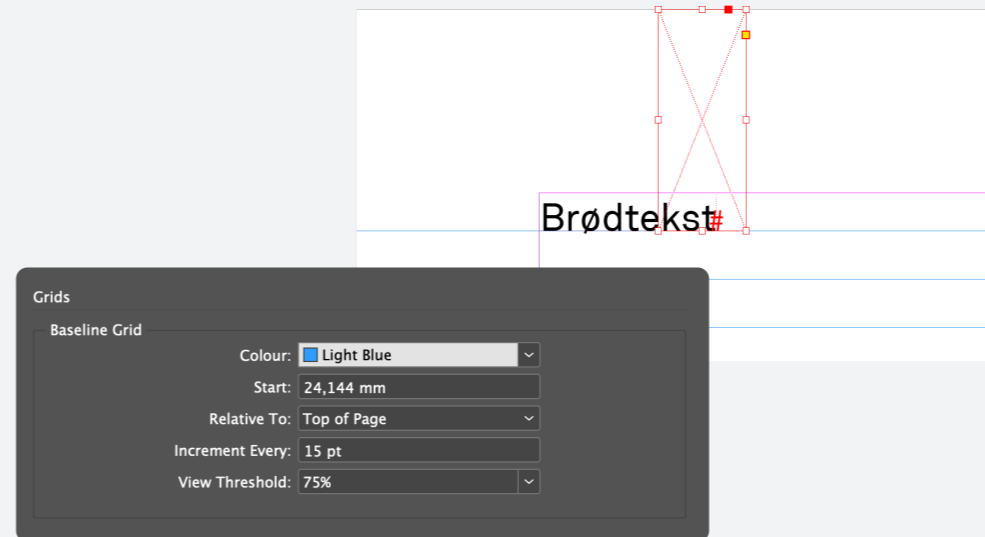 Brødtekst#
Grids
Baseline Grid
Colour: Light Blue
Start: 24,144 mm
Relative To: Top of Page
Increment Every: 15 pt
View Threshold: 75%